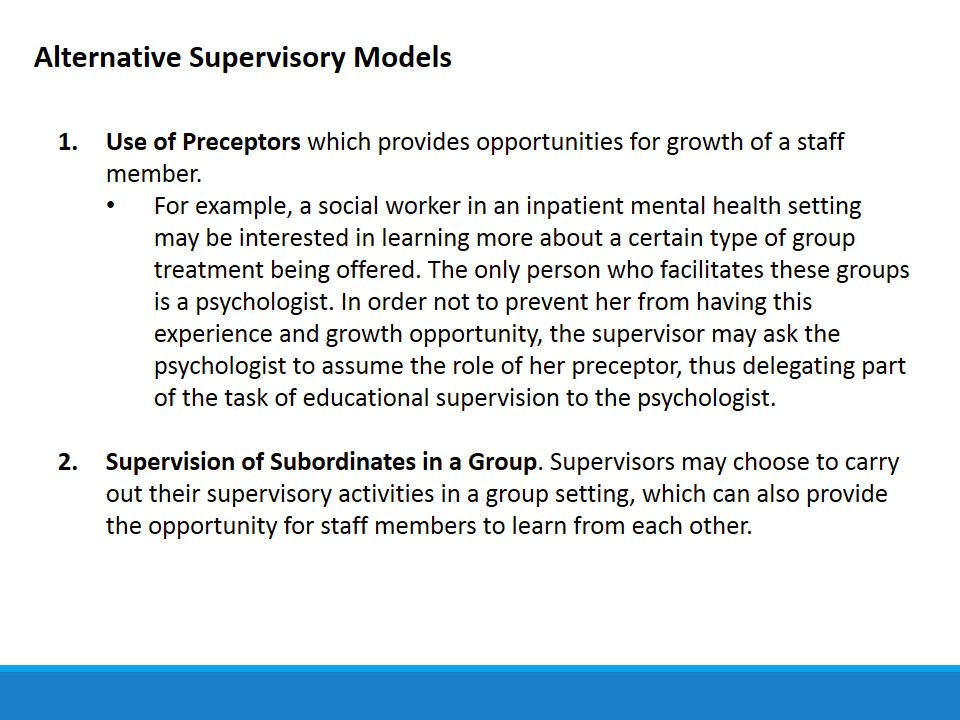 Alternative Supervisory Models
1. Use of Preceptors which provides opportunities for growth of a staff
member.
• For example, a social worker in an inpatient mental health setting
may be interested in learning more about a certain type of group
treatment being offered. The only person who facilitates these groups
is a psychologist. In order not to prevent her from having this
experience and growth opportunity, the supervisor may ask the
psychologist to assume the role of her preceptor, thus delegating part
of the task of educational supervision to the psychologist.
2. Supervision of Subordinates in a Group. Supervisors may choose to carry
out their supervisory activities in a group setting, which can also provide
the opportunity for staff members to learn from each other.